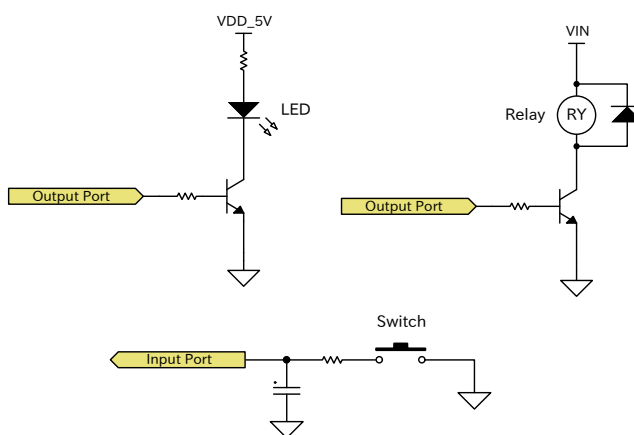 VDD_5V
LED
Output Port
VIN
Relay
RY
Output Port
Switch
Input Port